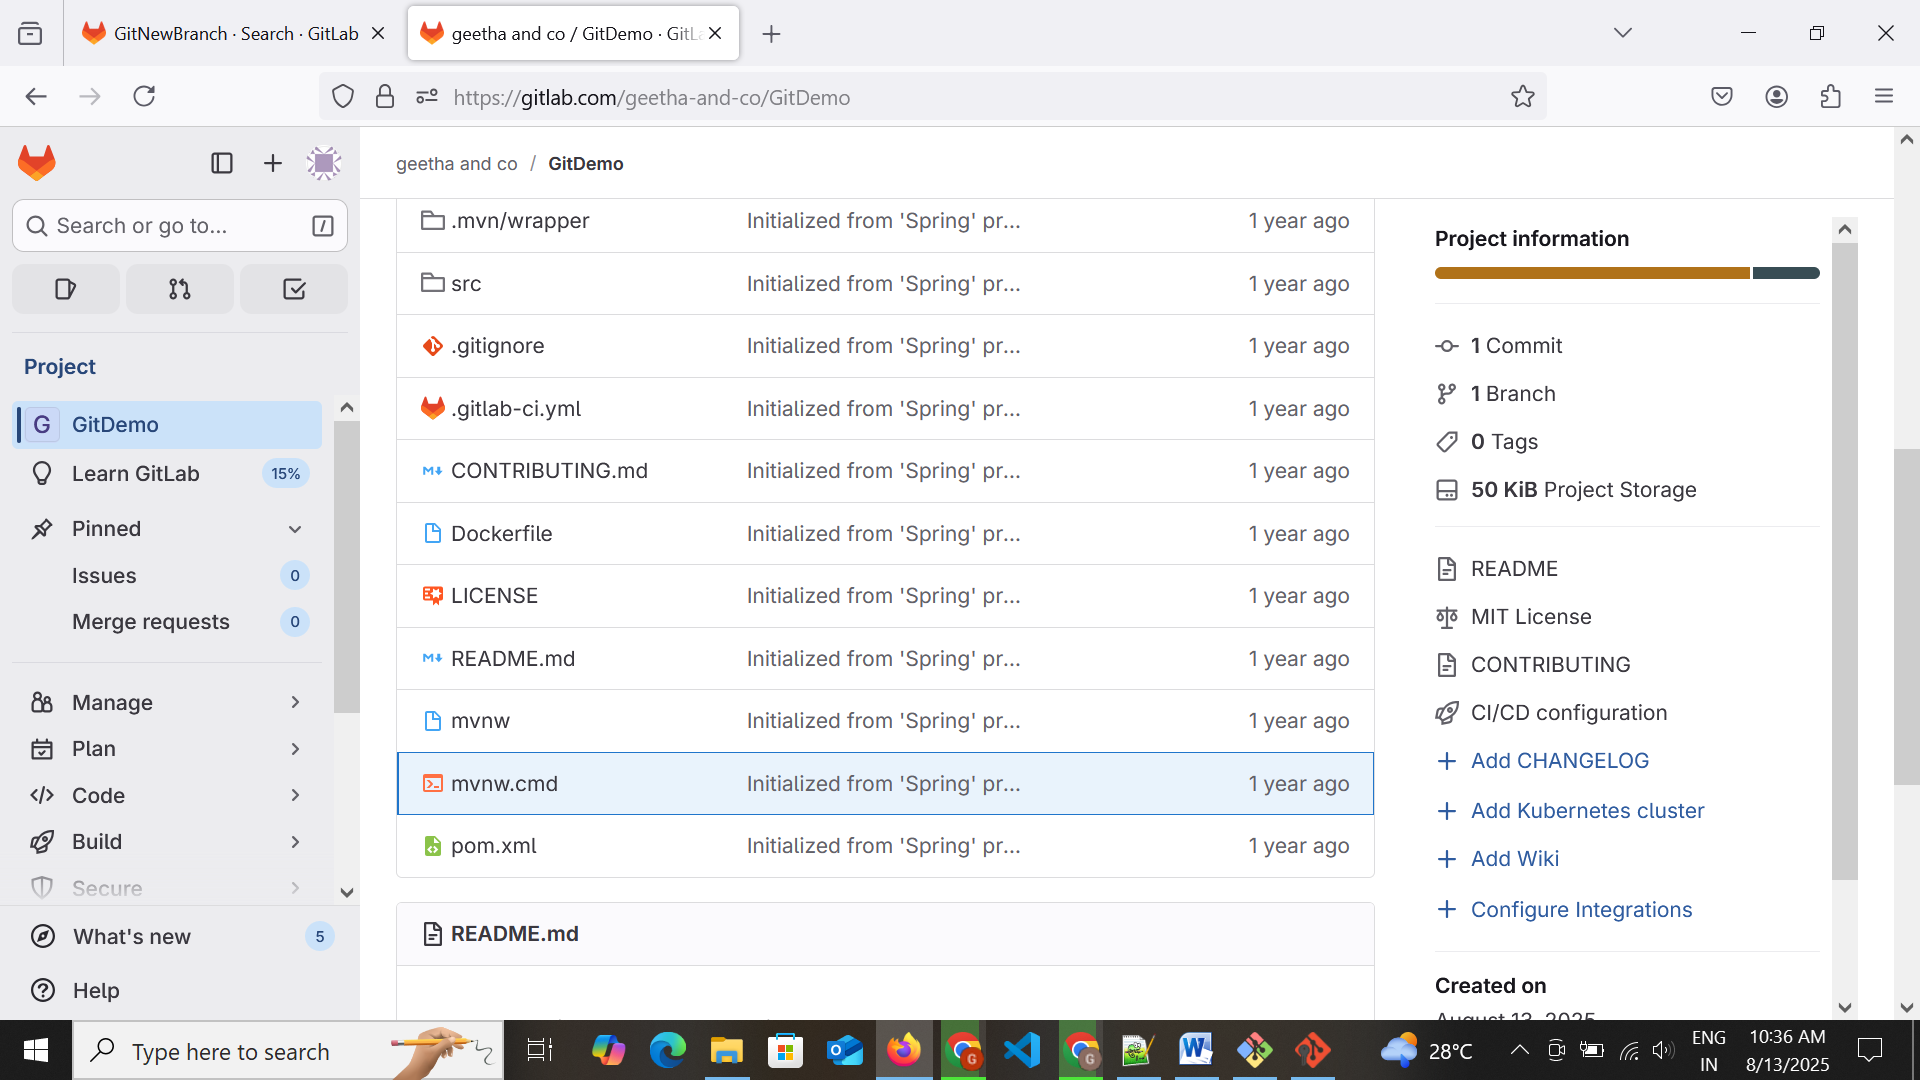 GitNewBranch · Search · GitLab
geetha and co / GitDemo · GitLa
https://gitlab.com/geetha-and-co/GitDemo
geetha and co / GitDemo
Search or go to... /
Project
G GitDemo
Learn GitLab 15%
Pinned
Issues 0
Merge requests 0
Manage
Plan
Code
Build
Secure
What's new 5
Help
.mvn/wrapper Initialized from 'Spring' pr... 1 year ago
src Initialized from 'Spring' pr... 1 year ago
.gitignore Initialized from 'Spring' pr... 1 year ago
.gitlab-ci.yml Initialized from 'Spring' pr... 1 year ago
CONTRIBUTING.md Initialized from 'Spring' pr... 1 year ago
Dockerfile Initialized from 'Spring' pr... 1 year ago
LICENSE Initialized from 'Spring' pr... 1 year ago
README.md Initialized from 'Spring' pr... 1 year ago
mvnw Initialized from 'Spring' pr... 1 year ago
mvnw.cmd Initialized from 'Spring' pr... 1 year ago
pom.xml Initialized from 'Spring' pr... 1 year ago
README.md
Project information
1 Commit
1 Branch
0 Tags
50 KiB Project Storage
README
MIT License
CONTRIBUTING
CI/CD configuration
+ Add CHANGELOG
+ Add Kubernetes cluster
+ Add Wiki
+ Configure Integrations
Created on
August 13, 2025
Type here to search
28°C
ENG
IN
10:36 AM
8/13/2025